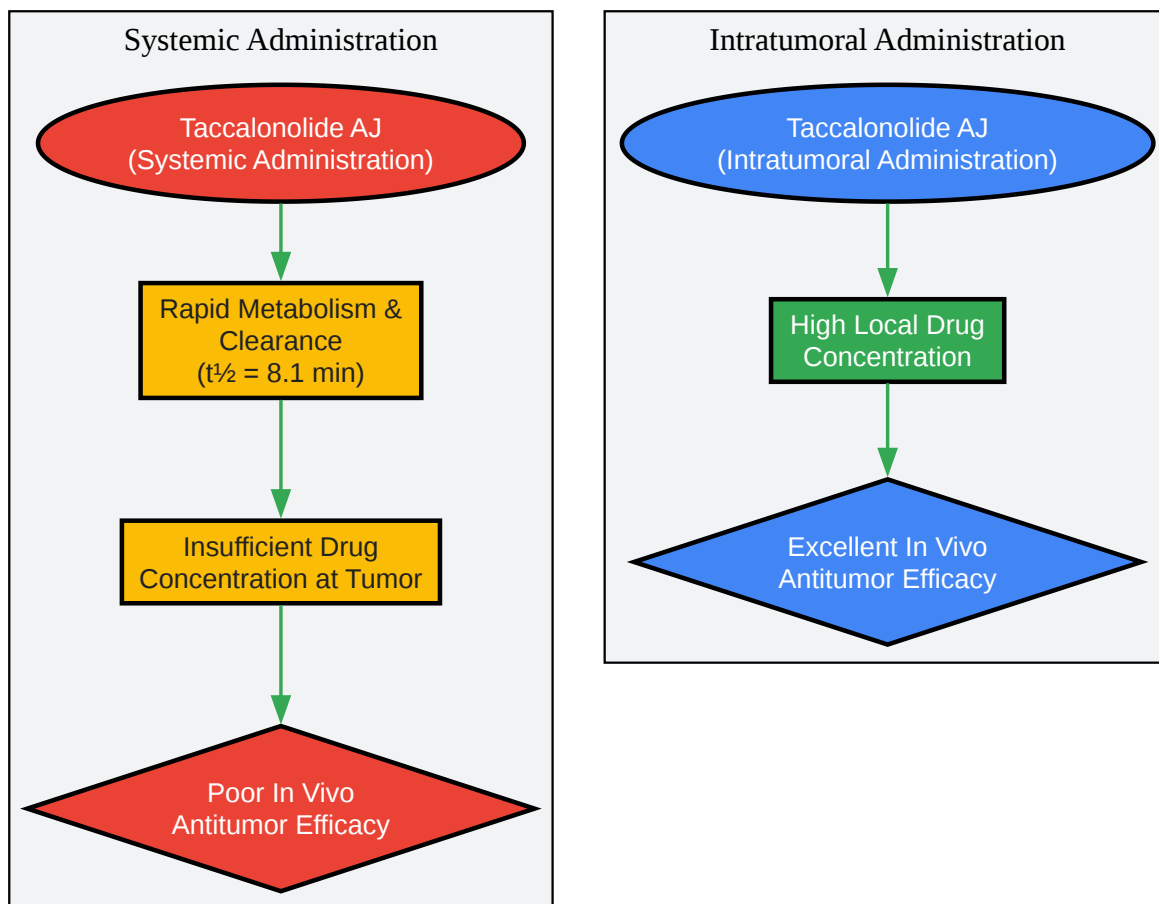 Systemic Administration
Taccalonolide AJ
(Systemic Administration)
Rapid Metabolism &
Clearance
(t½ = 8.1 min)
Insufficient Drug
Concentration at Tumor
Poor In Vivo
Antitumor Efficacy
Intratumoral Administration
Taccalonolide AJ
(Intratumoral Administration)
High Local Drug
Concentration
Excellent In Vivo
Antitumor Efficacy